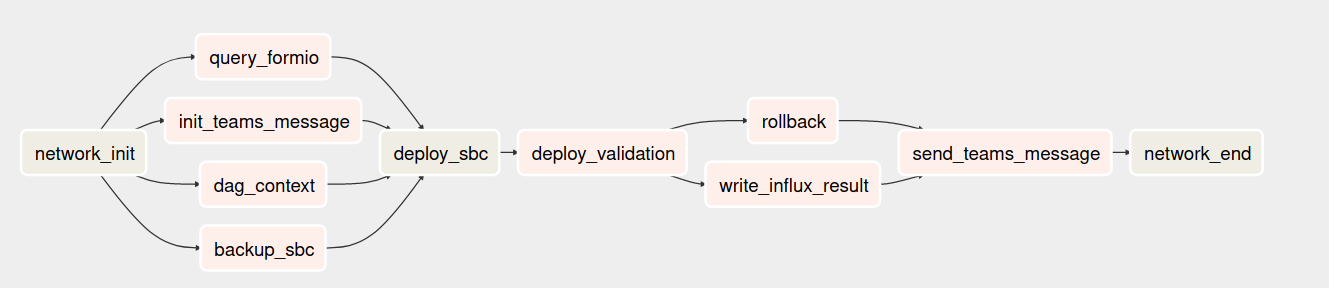 query_formio
init_teams_message
network_init
dag_context
backup_sbc
deploy_sbc
deploy_validation
rollback
write_influx_result
send_teams_message
network_end